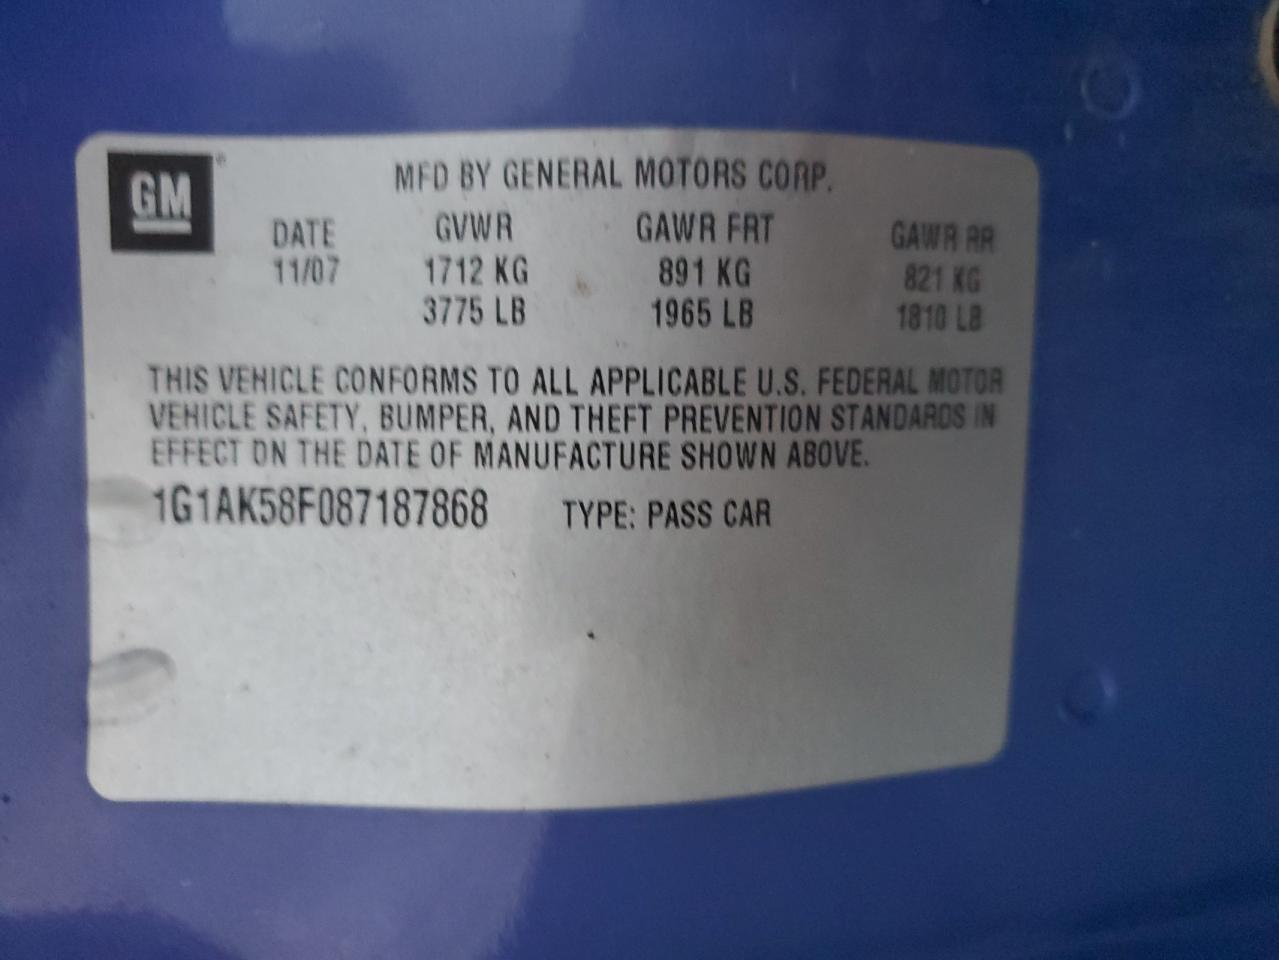 GM
MFD BY GENERAL MOTORS CORP.
DATE GVWR GAWR FRT GAWR RR
11/07 1712 KG 891 KG 821 KG
3775 LB 1965 LB 1810 LB
THIS VEHICLE CONFORMS TO ALL APPLICABLE U.S. FEDERAL MOTOR
VEHICLE SAFETY, BUMPER, AND THEFT PREVENTION STANDARDS IN
EFFECT ON THE DATE OF MANUFACTURE SHOWN ABOVE.
1G1AK58F087187868 TYPE: PASS CAR